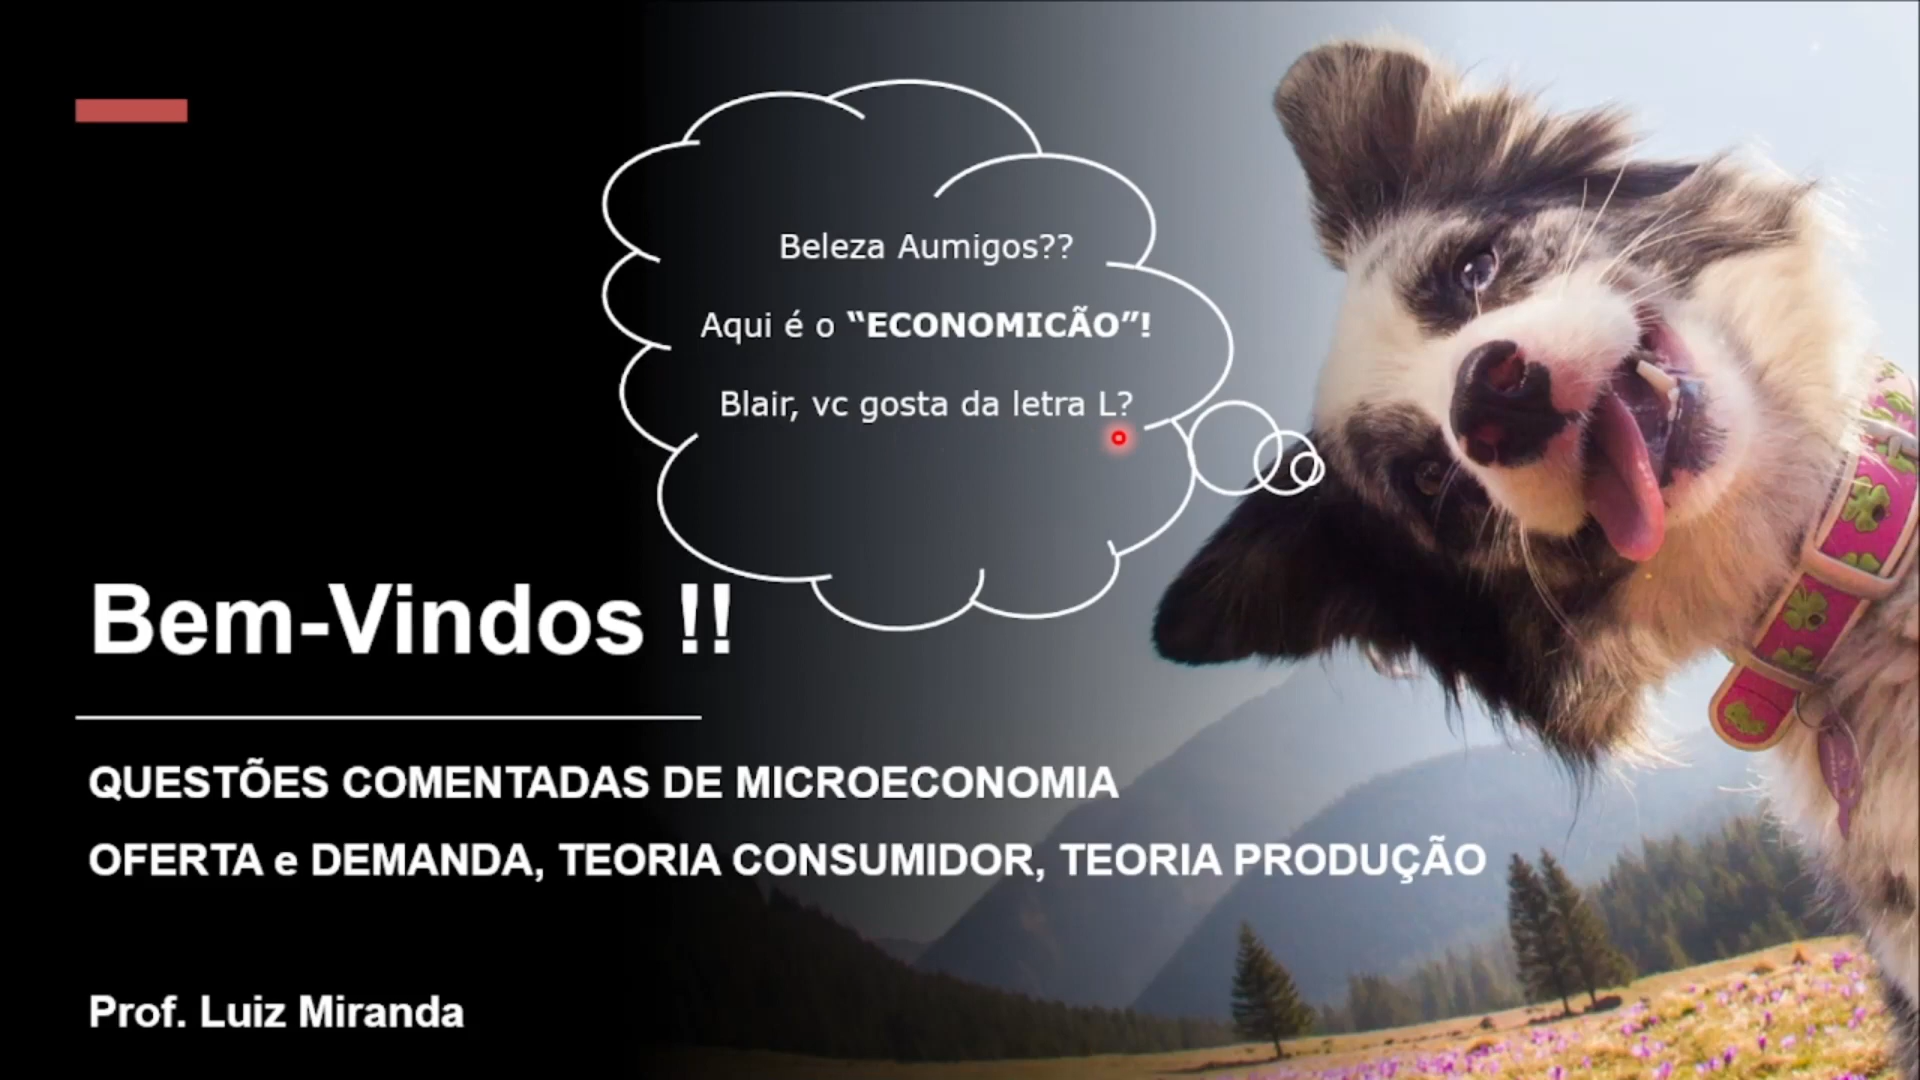 Beleza Aumigos??
Aqui é o “ECONOMICÃO”!
Blair, vc gosta da letra L?
Bem-Vindos !!
QUESTÕES COMENTADAS DE MICROECONOMIA
OFERTA e DEMANDA, TEORIA CONSUMIDOR, TEORIA PRODUÇÃO
Prof. Luiz Miranda